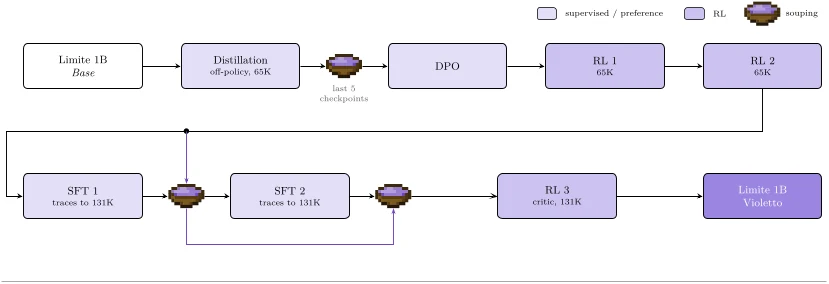 supervised / preference
RL
souping
Limite 1B
Base
Distillation
off-policy, 65K
last 5
checkpoints
DPO
RL 1
65K
RL 2
65K
SFT 1
traces to 131K
SFT 2
traces to 131K
RL 3
critic, 131K
Limite 1B
Violetto